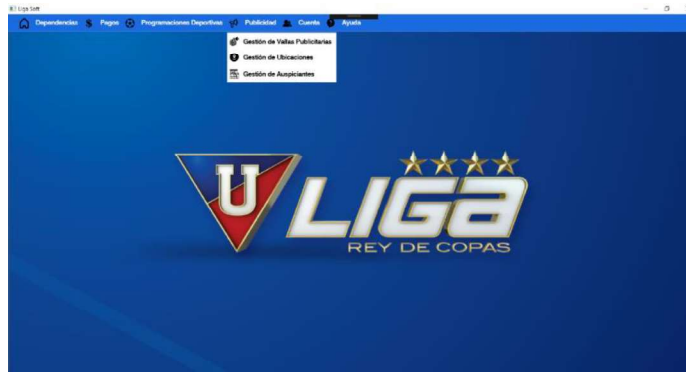 Liga Soft
Dependencias Pagos Programaciones Deportivas Publicidad Cuenta Ayuda
Gestión de Vallas Publicitarias
Gestión de Ubicaciones
Gestión de Auspiciantes
U LIGA
REY DE COPAS